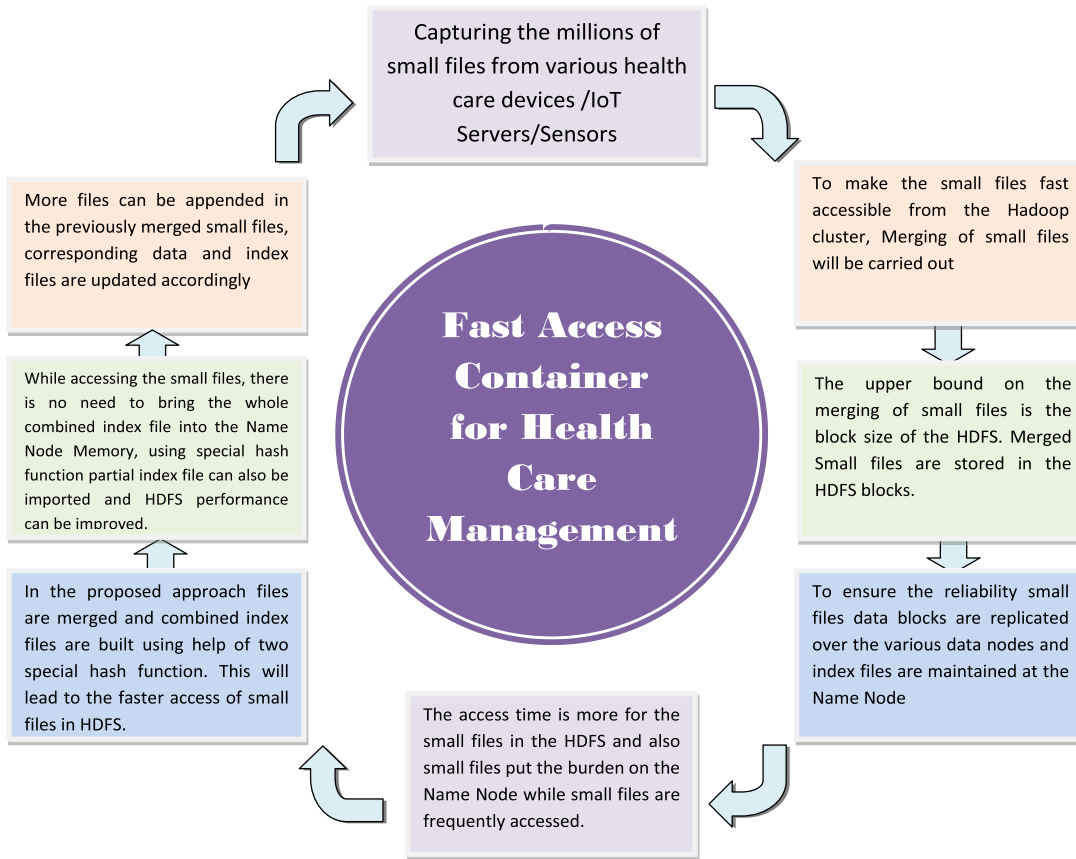 Capturing the millions of
small files from various health
care devices /IoT
Servers/Sensors
To make the small files fast
accessible from the Hadoop
cluster, Merging of small files
will be carried out
The upper bound on the
merging of small files is the
block size of the HDFS. Merged
Small files are stored in the
HDFS blocks.
To ensure the reliability small
files data blocks are replicated
over the various data nodes and
index files are maintained at the
Name Node
The access time is more for the
small files in the HDFS and also
small files put the burden on the
Name Node while small files are
frequently accessed.
In the proposed approach files
are merged and combined index
files are built using help of two
special hash function. This will
lead to the faster access of small
files in HDFS.
While accessing the small files, there
is no need to bring the whole
combined index file into the Name
Node Memory, using special hash
function partial index file can also be
imported and HDFS performance
can be improved.
More files can be appended in
the previously merged small files,
corresponding data and index
files are updated accordingly
Fast Access
Container
for Health
Care
Management